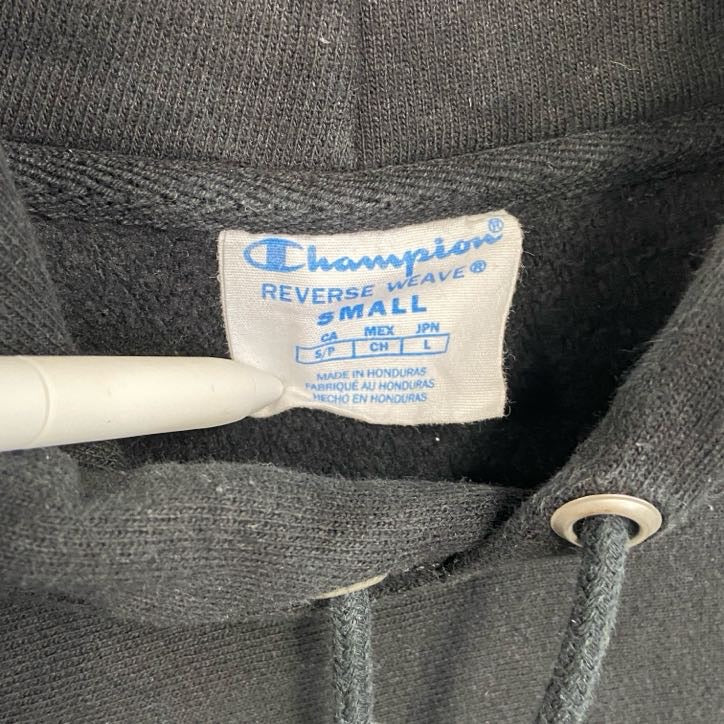 Champion®
REVERSE WEAVE®
SMALL
CA MEX JPN
S/P CH L
MADE IN HONDURAS
FABRIQUÉ AU HONDURAS
HECHO EN HONDURAS